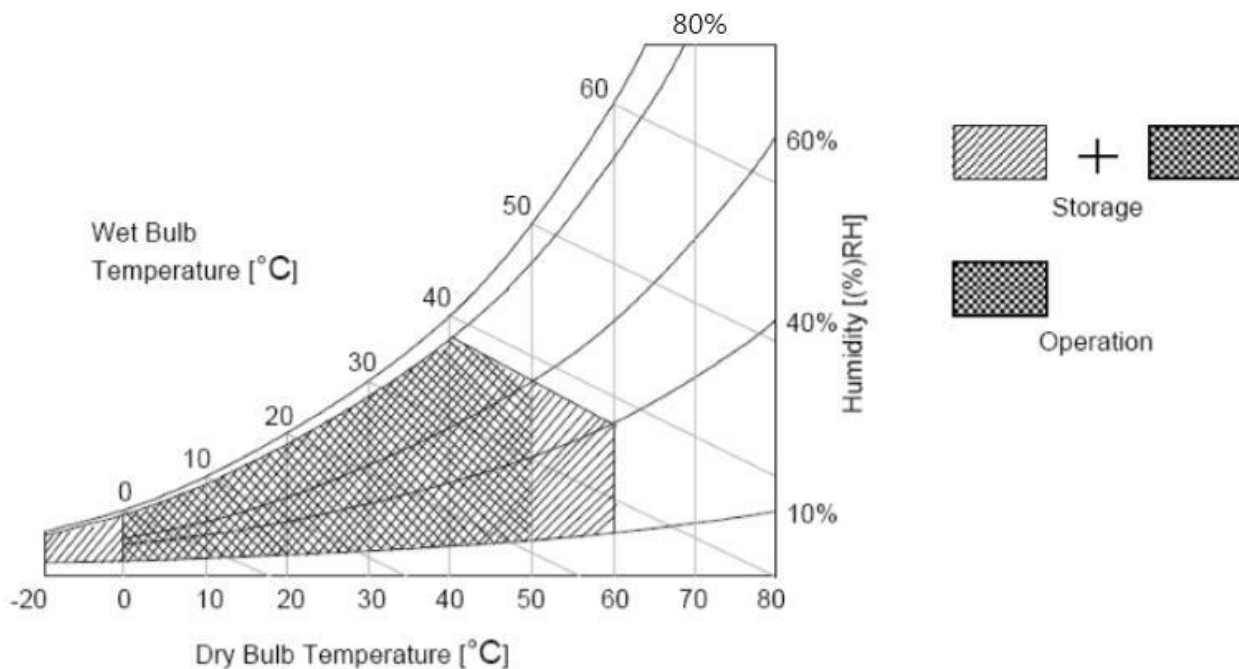 80%
60
60%
50
Storage
Wet Bulb
Temperature [°C]
40
40%
Humidity [(%)RH]
Operation
30
20
10
0
10%
-20 0 10 20 30 40 50 60 70 80
Dry Bulb Temperature [°C]